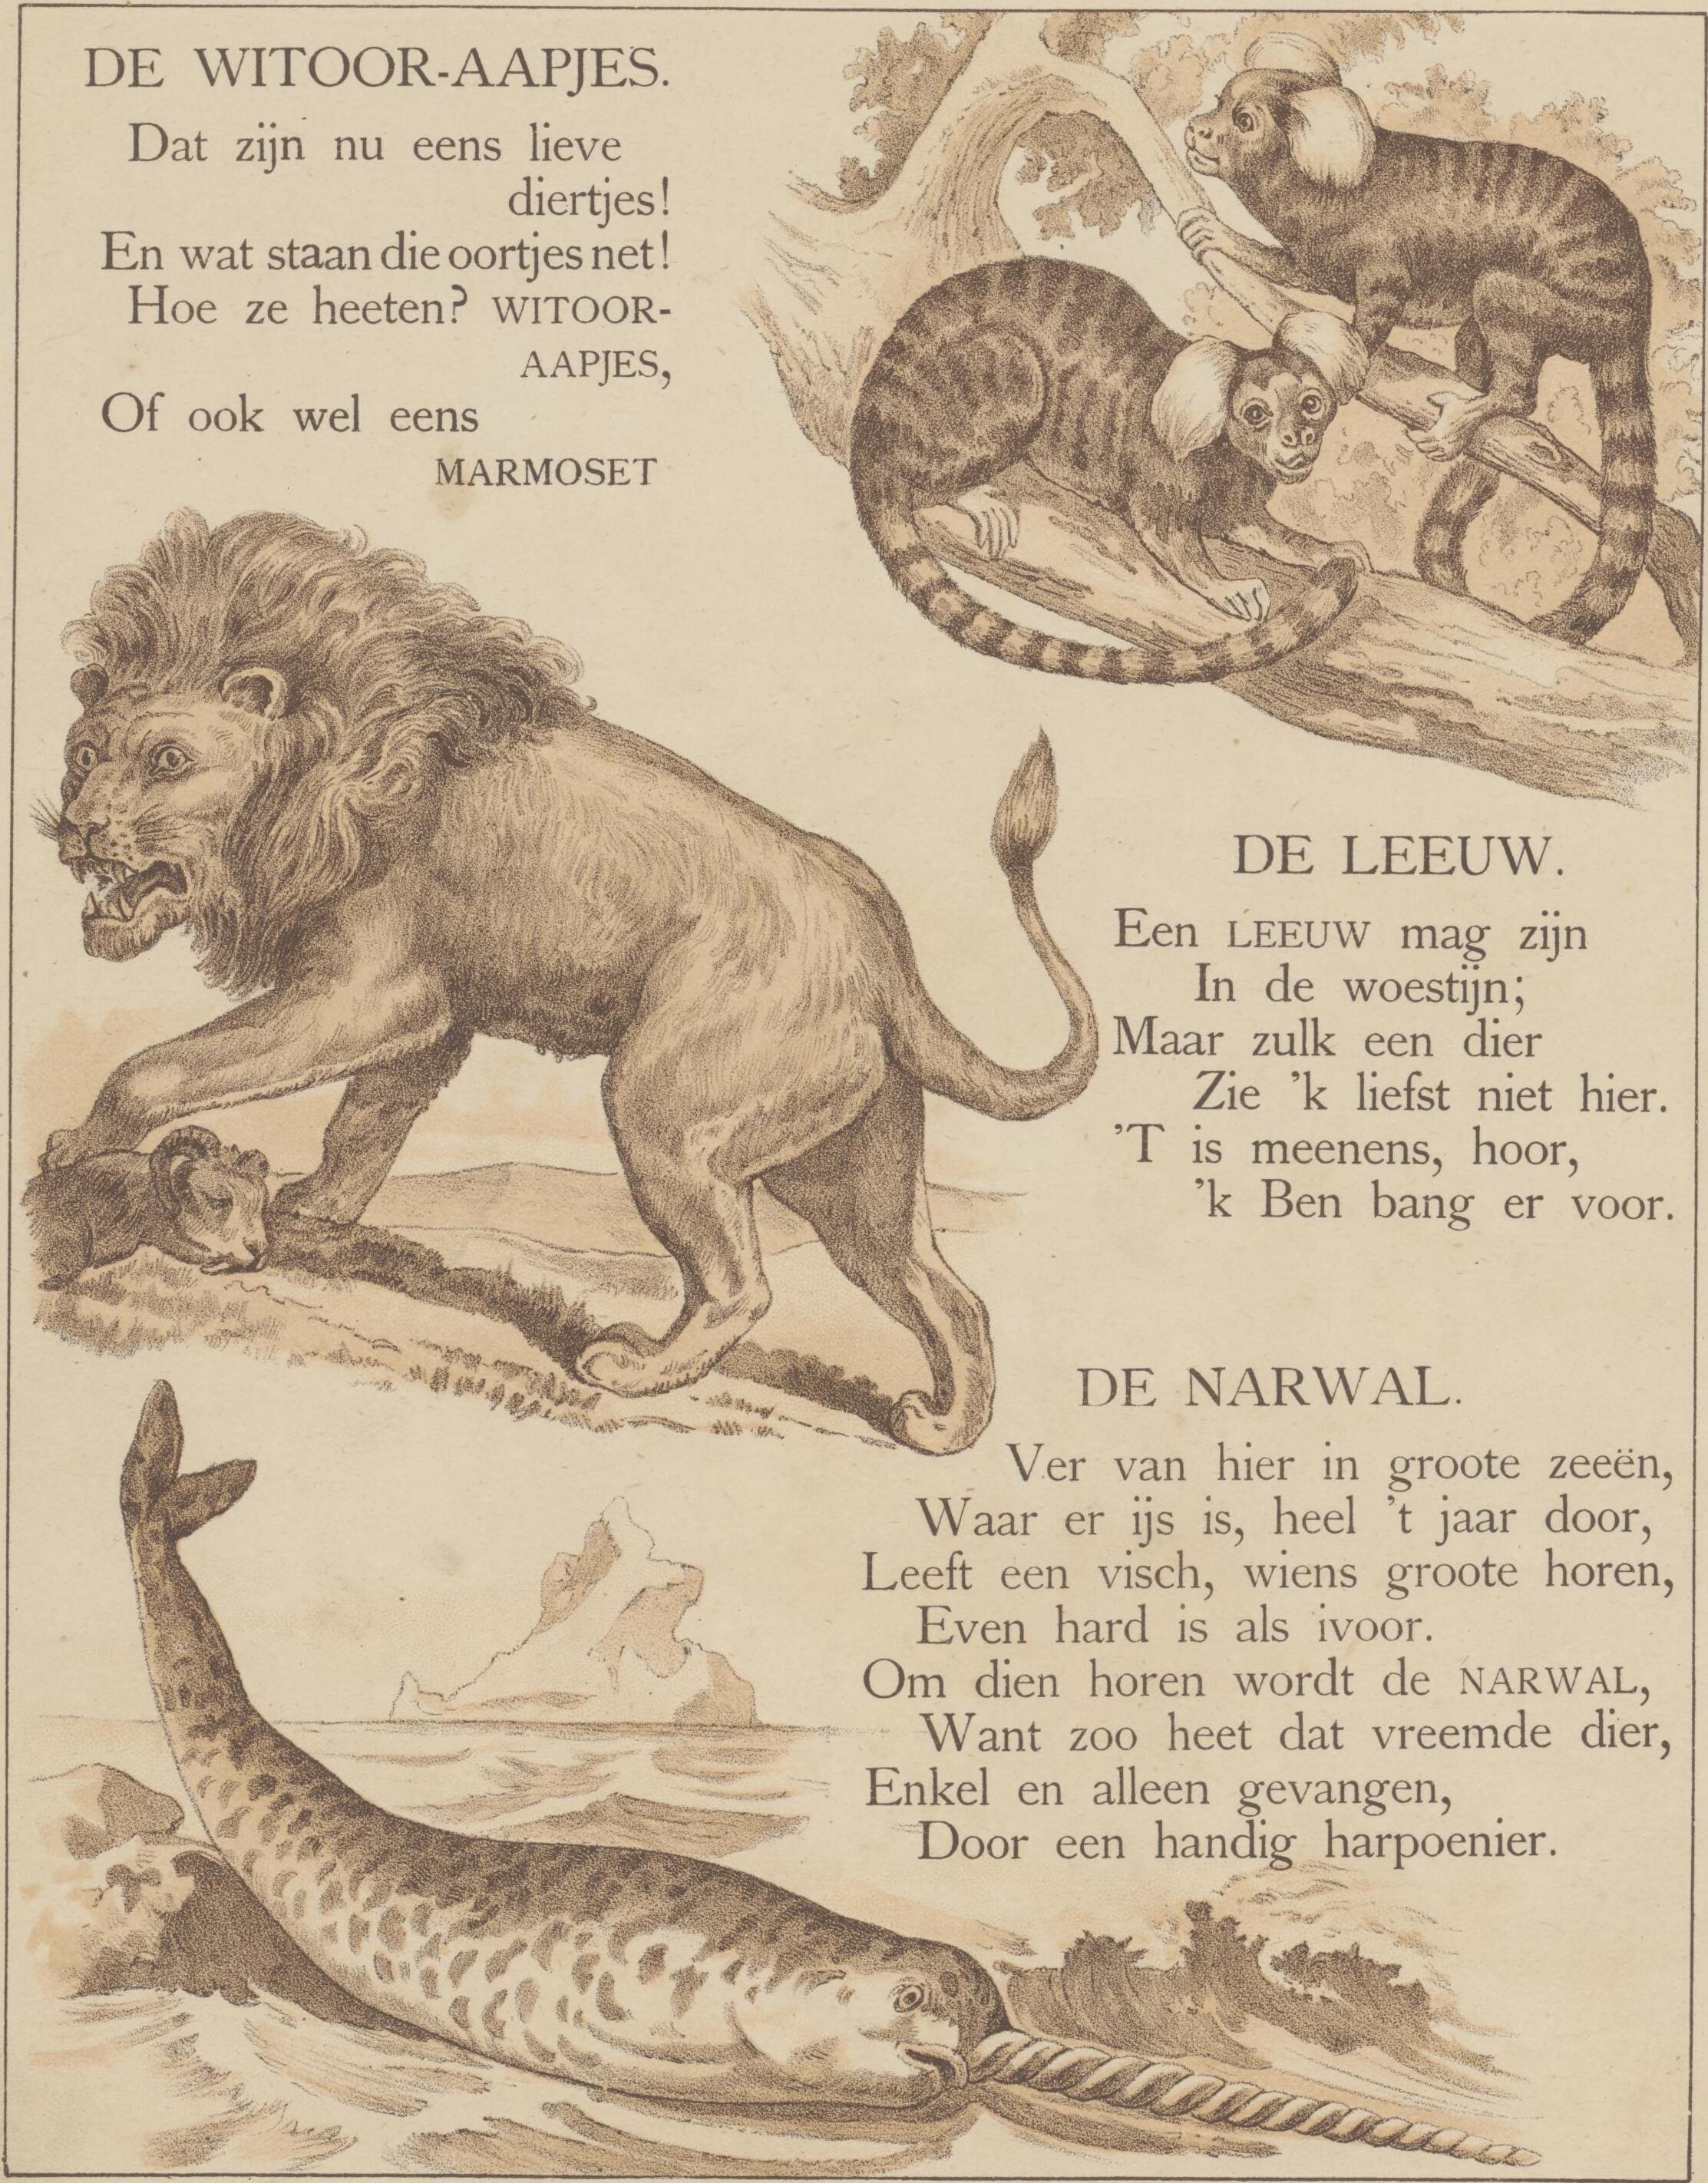 DE WITOOR-AAPJES.
Dat zijn nu eens lieve
diertjes!
En wat staan die oortjes net!
Hoe ze heeten? WITOOR-
AAPJES,
Of ook wel eens
MARMOSET
DE LEEUW.
Een LEEUW mag zijn
In de woestijn;
Maar zulk een dier
Zie 'k liefst niet hier.
'T is meenens, hoor,
'k Ben bang er voor.
DE NARWAL.
Ver van hier in groote zeeën,
Waar er ijs is, heel 't jaar door,
Leeft een visch, wiens groote horen,
Even hard is als ivoor.
Om dien horen wordt de NARWAL,
Want zoo heet dat vreemde dier,
Enkel en alleen gevangen,
Door een handig harpoenier.